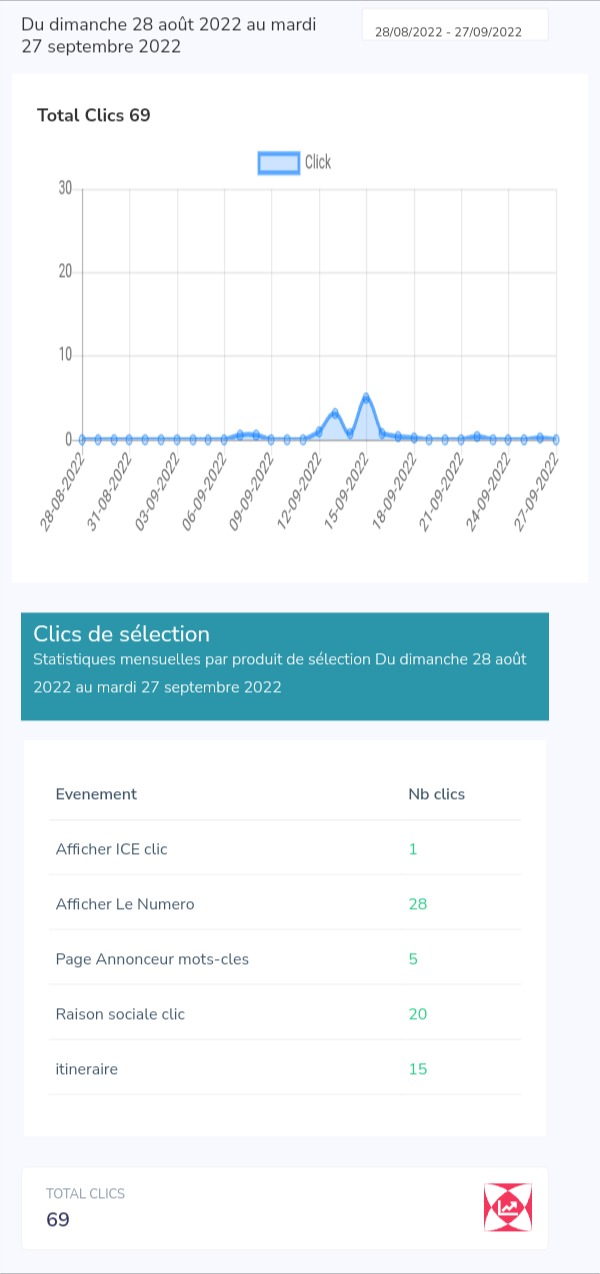 Du dimanche 28 août 2022 au mardi
27 septembre 2022
28/08/2022 - 27/09/2022
Total Clics 69
Click
30
20
10
0
28-08-2022
31-08-2022
03-09-2022
06-09-2022
09-09-2022
12-09-2022
15-09-2022
18-09-2022
21-09-2022
24-09-2022
27-09-2022
Clics de sélection
Statistiques mensuelles par produit de sélection Du dimanche 28 août
2022 au mardi 27 septembre 2022
Evenement Nb clics
Afficher ICE clic 1
Afficher Le Numero 28
Page Annonceur mots-cles 5
Raison sociale clic 20
itineraire 15
TOTAL CLICS
69